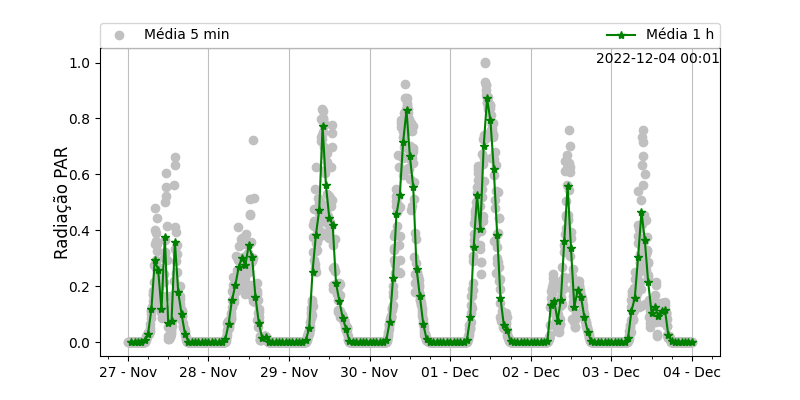 Média 5 min
Média 1 h
2022-12-04 00:01
Radiação PAR
1.0
0.8
0.6
0.4
0.2
0.0
27 - Nov
28 - Nov
29 - Nov
30 - Nov
01 - Dec
02 - Dec
03 - Dec
04 - Dec